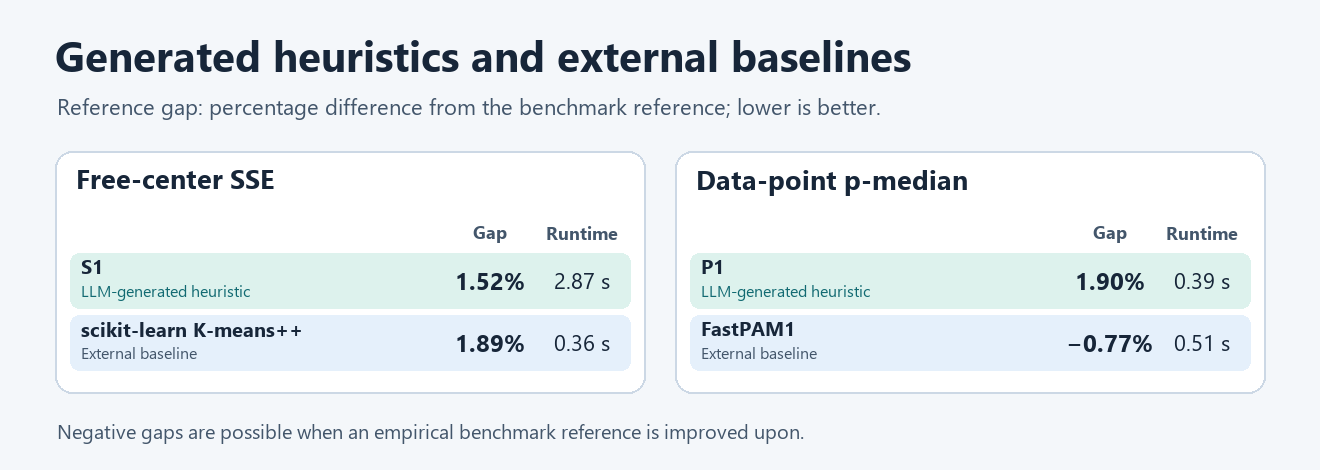 Generated heuristics and external baselines
Reference gap: percentage difference from the benchmark reference; lower is better.
Free-center SSE
Gap Runtime
S1
LLM-generated heuristic
1.52% 2.87 s
scikit-learn K-means++
External baseline
1.89% 0.36 s
Data-point p-median
Gap Runtime
P1
LLM-generated heuristic
1.90% 0.39 s
FastPAM1
External baseline
−0.77% 0.51 s
Negative gaps are possible when an empirical benchmark reference is improved upon.